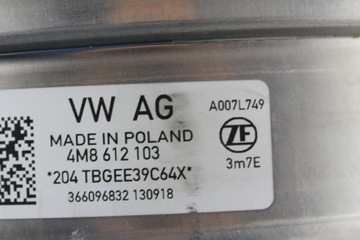 VW AG
A007L749
MADE IN POLAND
4M8 612 103
ZF
*204 TBGEE39C64X*
3m7E
366096832 130918